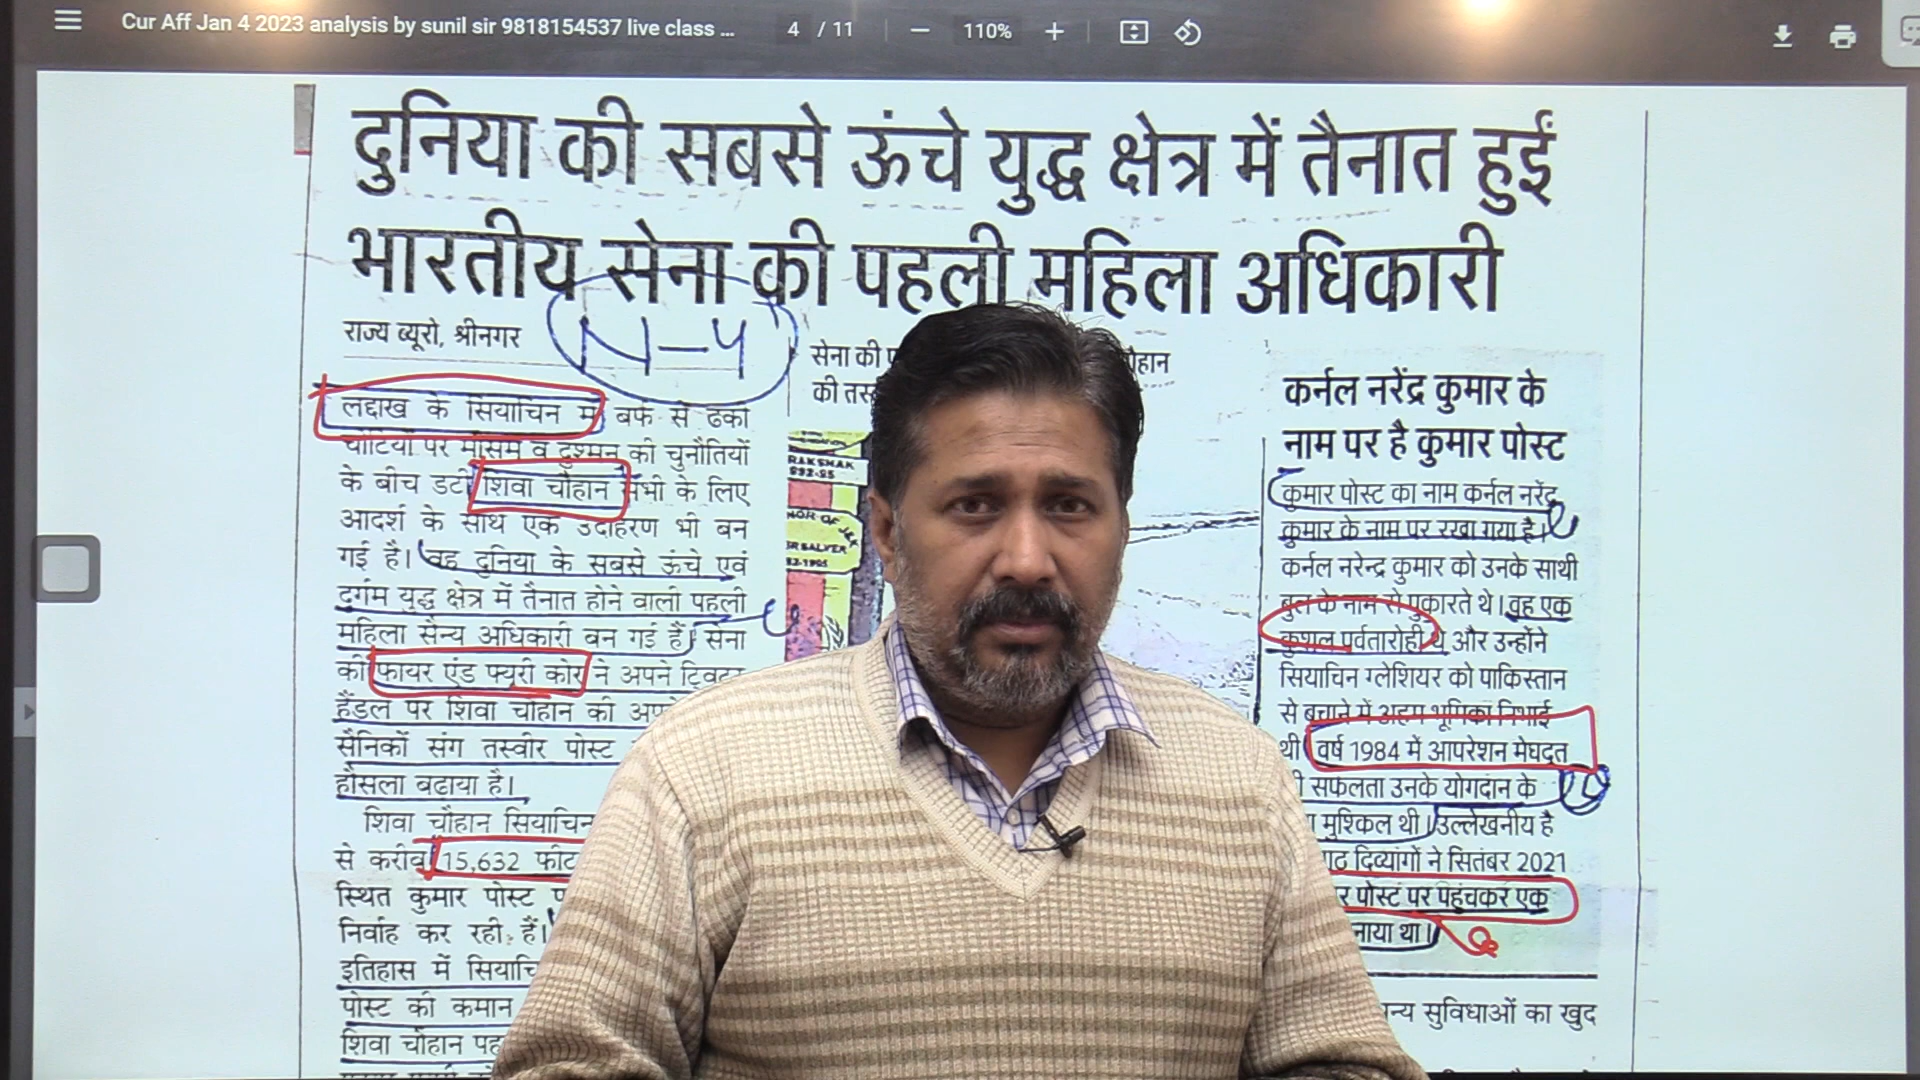 Cur Aff Jan 4 2023 analysis by sunil sir 9818154537 live class ...
4 / 11
110%
दुनिया की सबसे ऊंचे युद्ध क्षेत्र में तैनात हुईं
भारतीय सेना की पहली महिला अधिकारी
राज्य ब्यूरो, श्रीनगर
N-4
लद्दाख के सियाचिन में बर्फ से ढकी
चोटियों पर मौसम व दुश्मन की चुनौतियों
के बीच डटी शिवा चौहान सभी के लिए
आदर्श के साथ एक उदाहरण भी बन
गई है। वह दुनिया के सबसे ऊंचे एवं
दुर्गम युद्ध क्षेत्र में तैनात होने वाली पहली
महिला सैन्य अधिकारी बन गई हैं। सेना
की फायर एंड फ्यूरी कोर ने अपने ट्विटर
हैंडल पर शिवा चौहान की
सैनिकों संग तस्वीर पोस्ट
हौसला बढ़ाया है।
शिवा चौहान सियाचिन
से करीब 15,632 फीट
स्थित कुमार पोस्ट
निर्वाह कर रही हैं।
इतिहास में
पोस्ट की कमान
शिवा चौहान
सेना की
की
RAKSHAK
HOR OF
कर्नल नरेंद्र कुमार के
नाम पर है कुमार पोस्ट
कुमार पोस्ट का नाम कर्नल नरेंद्र
कुमार के नाम पर रखा गया है।
कर्नल नरेन्द्र कुमार को उनके साथी
बुल के नाम से पुकारते थे। वह एक
कुशल पर्वतारोही थे और उन्होंने
सियाचिन ग्लेशियर को पाकिस्तान
से बचाने में अहम भूमिका निभाई
थी वर्ष 1984 में आपरेशन मेघदूत
सफलता उनके योगदान के
मुश्किल थी। उल्लेखनीय है
दिव्यांगों ने सितंबर 2021
पोस्ट पर पहुंचकर एक
था।
सुविधाओं का खुद